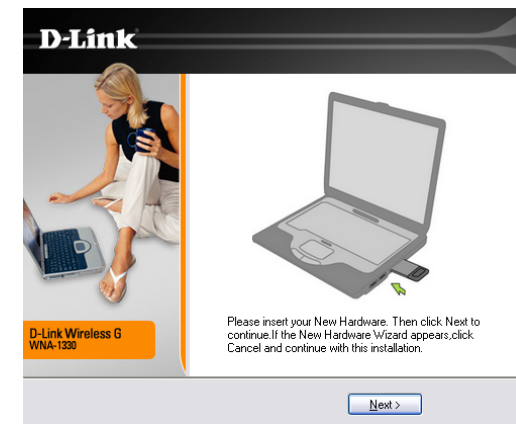 D-Link
D-Link Wireless G
WNA-1330
Please insert your New Hardware. Then click Next to
continue.If the New Hardware Wizard appears,click
Cancel and continue with this installation.
Next >